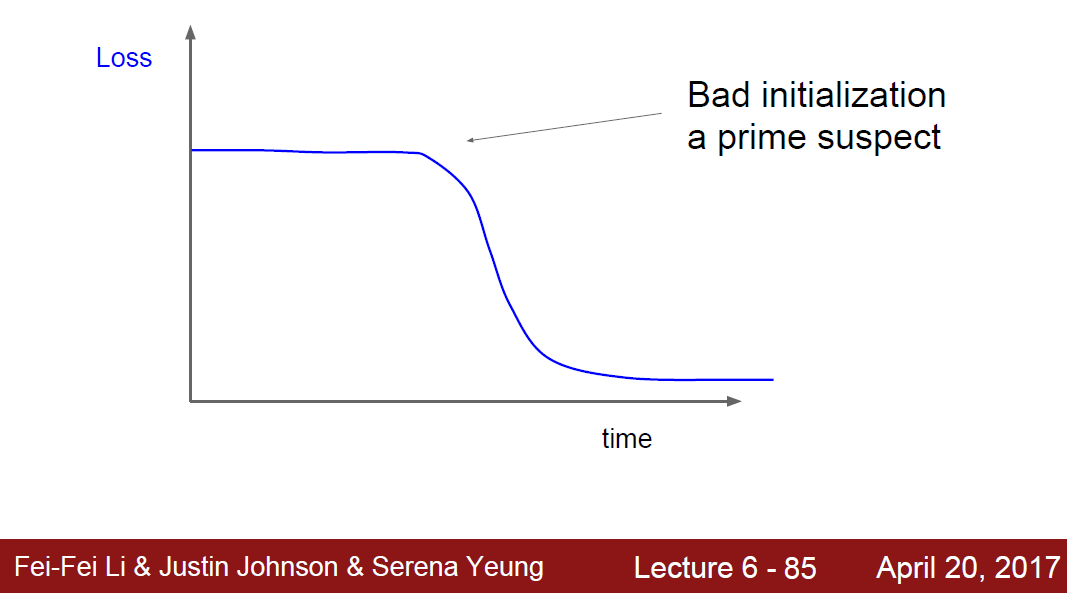 Loss
Bad initialization
a prime suspect
time
Fei-Fei Li & Justin Johnson & Serena Yeung
Lecture 6 - 85
April 20, 2017